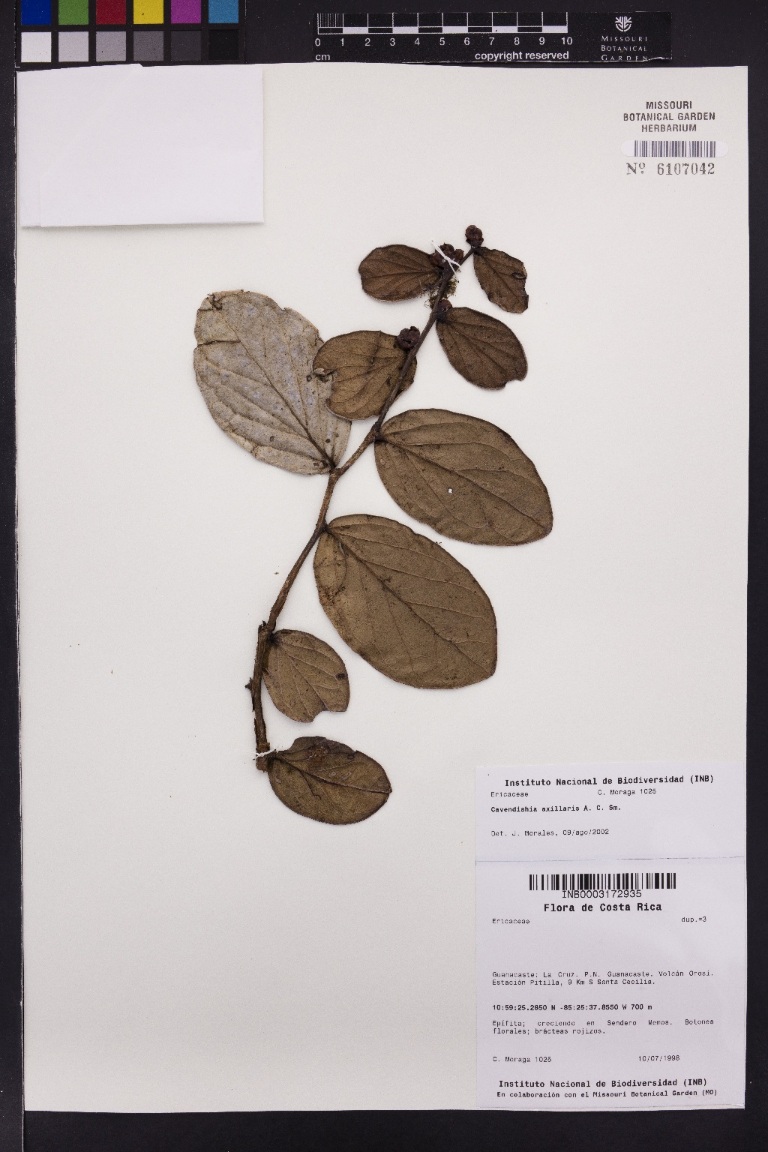 0 1 2 3 4 5 6 7 8 9 10
cm
copyright reserved
MISSOURI
BOTANICAL
GARDEN
MISSOURI
BOTANICAL GARDEN
HERBARIUM
Nº 6107042
Instituto Nacional de Biodiversidad (INB)
Ericaceae C. Moraga 1026
Cavendishia axillaris A. C. Sm.
Det. J. Morales, 09/ago/2002
INB0003172935
Flora de Costa Rica
Ericaceae dup.=3
Guanacaste; La Cruz. P.N. Guanacaste. Volcán Orosi.
Estación Pitilla, 9 Km S Santa Cecilia.
10:59:25.2650 N -85:26:37.8550 W 700 m
Epífita; creciendo en Sendero Memos. Botones
florales; brácteas rojizas.
C. Moraga 1026 10/07/1998
Instituto Nacional de Biodiversidad (INB)
En colaboración con el Missouri Botanical Garden (MO)